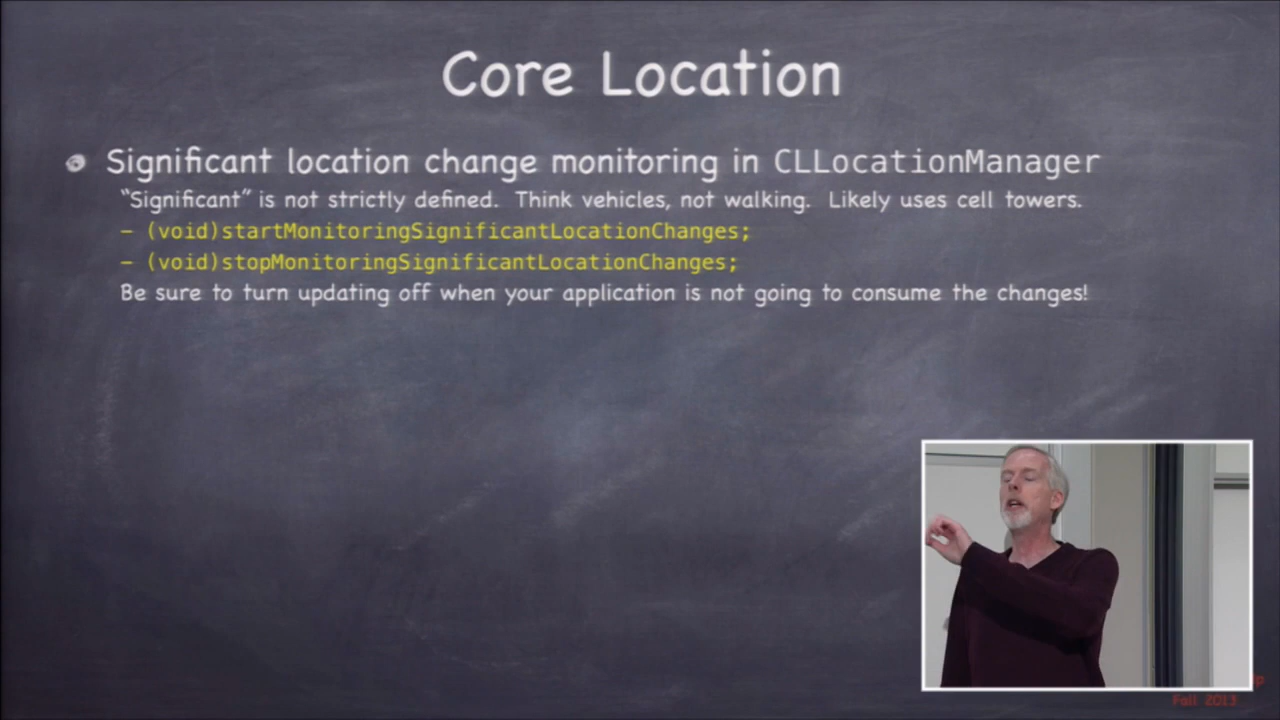 Core Location
Significant location change monitoring in CLLocationManager
“Significant” is not strictly defined. Think vehicles, not walking. Likely uses cell towers.
- (void)startMonitoringSignificantLocationChanges;
- (void)stopMonitoringSignificantLocationChanges;
Be sure to turn updating off when your application is not going to consume the changes!
Fall 2013